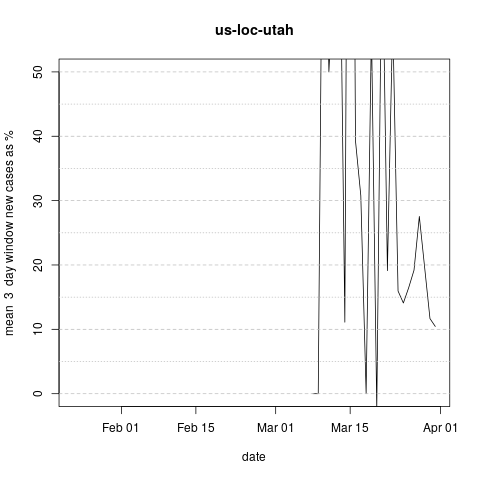 us-loc-utah
mean  3  day window new cases as %
50
40
30
20
10
0
Feb 01
Feb 15
Mar 01
Mar 15
Apr 01
date